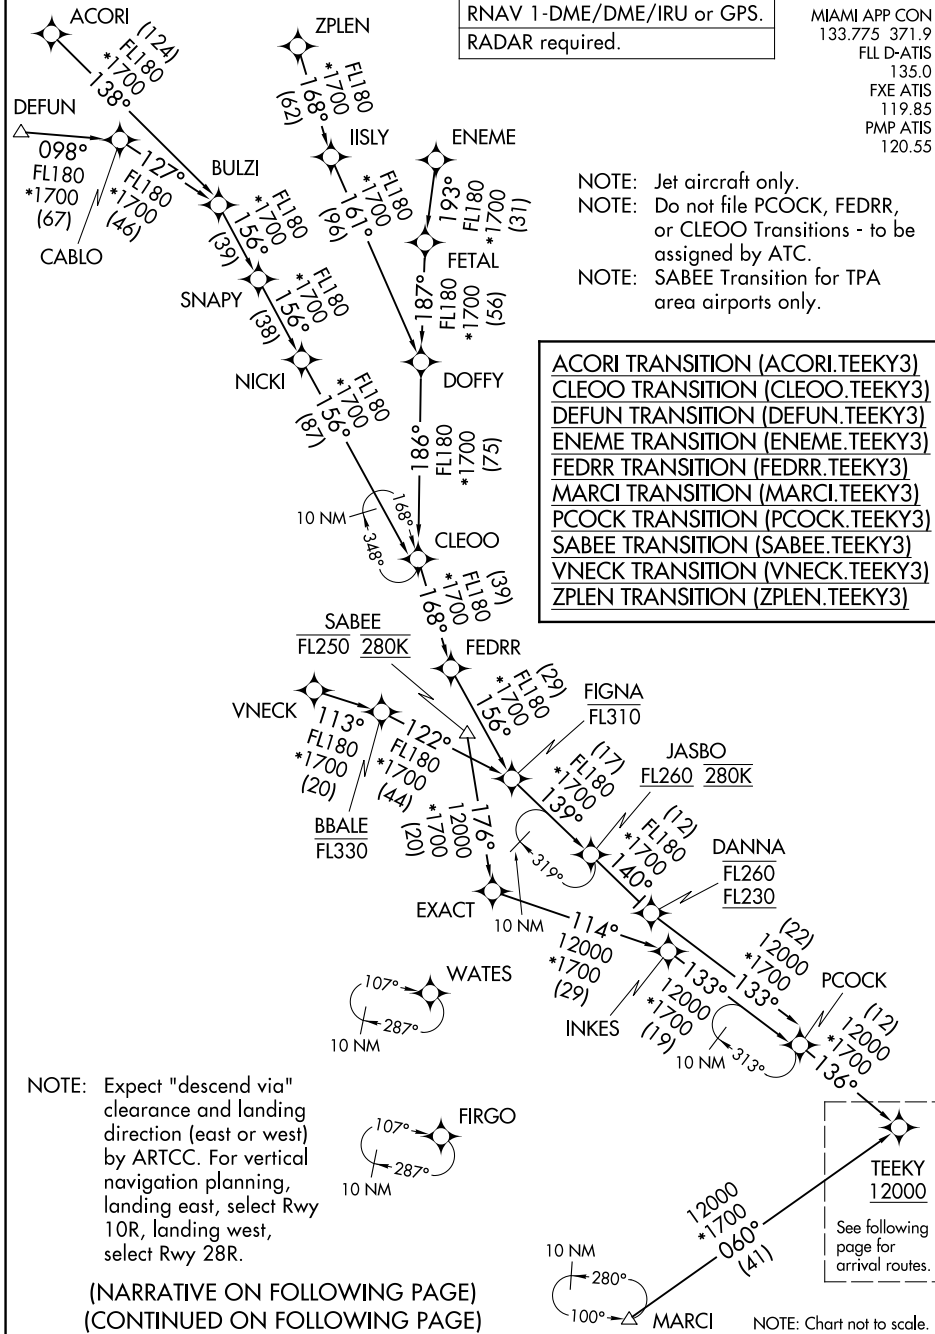 RNAV 1-DME/DME/IRU or GPS.
RADAR required.
MIAMI APP CON
133.775 371.9
FLL D-ATIS
135.0
FXE ATIS
119.85
PMP ATIS
120.55
NOTE: Jet aircraft only.
NOTE: Do not file PCOCK, FEDRR,
or CLEOO Transitions - to be
assigned by ATC.
NOTE: SABEE Transition for TPA
area airports only.
ACORI TRANSITION (ACORI.TEEKY3)
CLEOO TRANSITION (CLEOO.TEEKY3)
DEFUN TRANSITION (DEFUN.TEEKY3)
ENEME TRANSITION (ENEME.TEEKY3)
FEDRR TRANSITION (FEDRR.TEEKY3)
MARCI TRANSITION (MARCI.TEEKY3)
PCOCK TRANSITION (PCOCK.TEEKY3)
SABEE TRANSITION (SABEE.TEEKY3)
VNECK TRANSITION (VNECK.TEEKY3)
ZPLEN TRANSITION (ZPLEN.TEEKY3)
ACORI
(124)
FL180
*1700
138°
ZPLEN
FL180
*1700
168°
(62)
DEFUN
098°
FL180
*1700
(67)
CABLO
127°
FL180
*1700
(46)
BULZI
FL180
*1700
156°
(39)
IISLY
FL180
*1700
161°
(96)
ENEME
193°
FL180
*1700
(31)
FETAL
187°
FL180
*1700
(56)
SNAPY
FL180
*1700
156°
(38)
NICKI
FL180
*1700
156°
(87)
DOFFY
186°
FL180
*1700
(75)
10 NM
168°
348°
CLEOO
(39)
FL180
*1700
168°
SABEE
FL250 280K
FEDRR
(29)
FL180
*1700
156°
VNECK
113°
FL180
*1700
(20)
BBALE
FL330
122°
FL180
*1700
(44)
FIGNA
FL310
(17)
FL180
*1700
139°
JASBO
FL260 280K
176°
12000
*1700
(20)
319°
10 NM
(12)
FL180
*1700
140°
DANNA
FL260
FL230
EXACT
114°
12000
*1700
(29)
INKES
133°
12000
*1700
(19)
(22)
12000
*1700
133°
PCOCK
313°
10 NM
(12)
12000
*1700
136°
WATES
107°
287°
10 NM
FIRGO
107°
287°
10 NM
TEEKY
12000
See following
page for
arrival routes.
12000
*1700
060°
(41)
10 NM
280°
100°
MARCI
NOTE: Expect "descend via"
clearance and landing
direction (east or west)
by ARTCC. For vertical
navigation planning,
landing east, select Rwy
10R, landing west,
select Rwy 28R.
(NARRATIVE ON FOLLOWING PAGE)
(CONTINUED ON FOLLOWING PAGE)
NOTE: Chart not to scale.